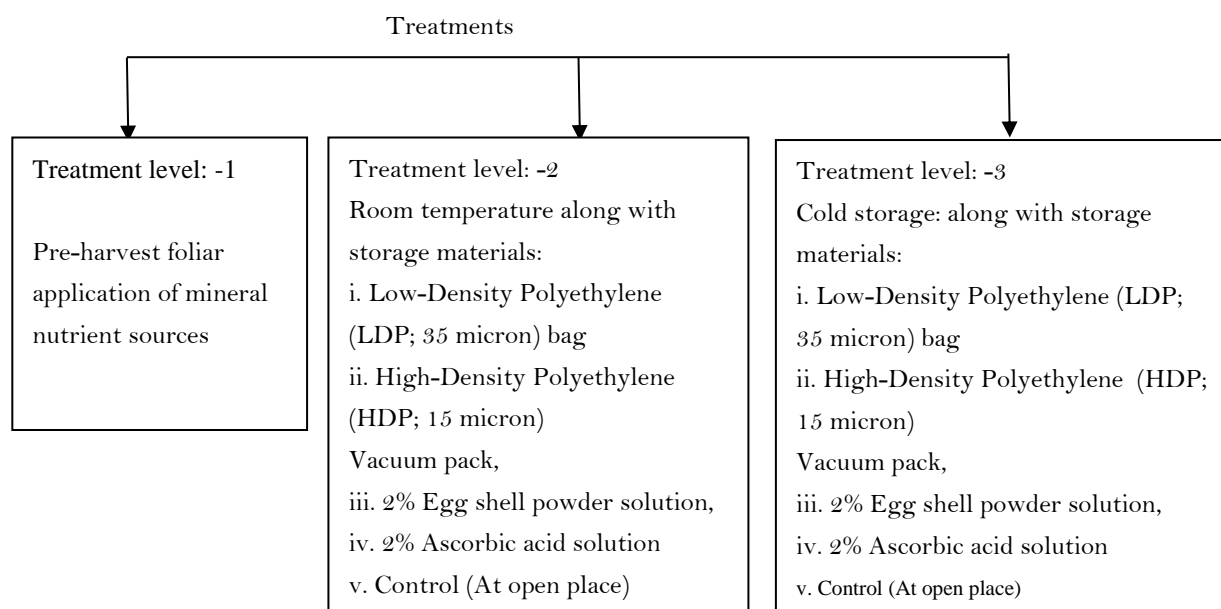 Treatments
Treatment level: -1
Pre-harvest foliar
application of mineral
nutrient sources
Treatment level: -2
Room temperature along with
storage materials:
i. Low-Density Polyethylene
(LDP; 35 micron) bag
ii. High-Density Polyethylene
(HDP; 15 micron)
Vacuum pack,
iii. 2% Egg shell powder solution,
iv. 2% Ascorbic acid solution
v. Control (At open place)
Treatment level: -3
Cold storage: along with storage
materials:
i. Low-Density Polyethylene (LDP;
35 micron) bag
ii. High-Density Polyethylene (HDP;
15 micron)
Vacuum pack,
iii. 2% Egg shell powder solution,
iv. 2% Ascorbic acid solution
v. Control (At open place)